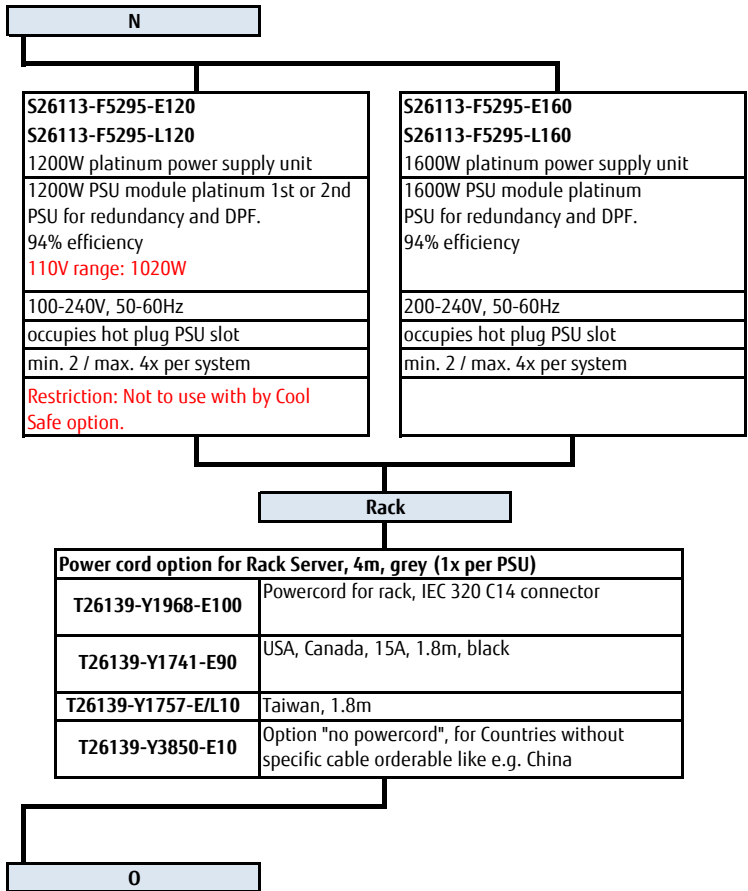 N
S26113-F5295-E120
S26113-F5295-L120
1200W platinum power supply unit
1200W PSU module platinum 1st or 2nd
PSU for redundancy and DPF.
94% efficiency
110V range: 1020W
100-240V, 50-60Hz
occupies hot plug PSU slot
min. 2 / max. 4x per system
Restriction: Not to use with by Cool
Safe option.
S26113-F5295-E160
S26113-F5295-L160
1600W platinum power supply unit
1600W PSU module platinum
PSU for redundancy and DPF.
94% efficiency
200-240V, 50-60Hz
occupies hot plug PSU slot
min. 2 / max. 4x per system
Rack
Power cord option for Rack Server, 4m, grey (1x per PSU)
T26139-Y1968-E100
Powercord for rack, IEC 320 C14 connector
T26139-Y1741-E90
USA, Canada, 15A, 1.8m, black
T26139-Y1757-E/L10
Taiwan, 1.8m
T26139-Y3850-E10
Option "no powercord", for Countries without
specific cable orderable like e.g. China
O